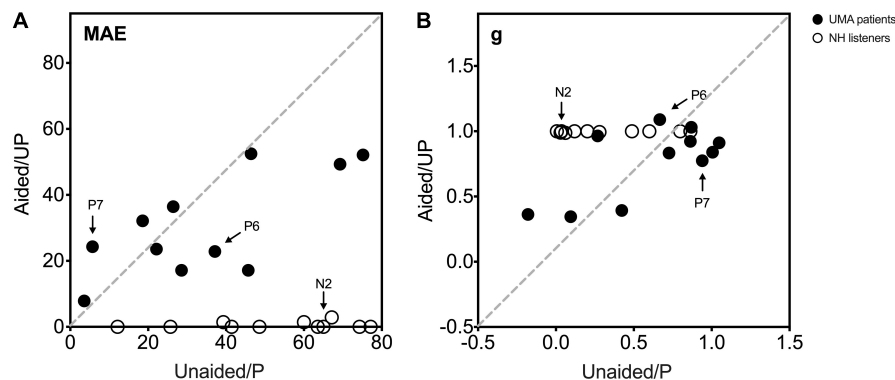 A
MAE
80
60
40
20
0
0 20 40 60 80
Aided/UP
Unaided/P
P7
P6
N2
B
g
1.5
1.0
0.5
0.0
-0.5
-0.5 0.0 0.5 1.0 1.5
Aided/UP
Unaided/P
N2
P6
P7
UMA patients
NH listeners